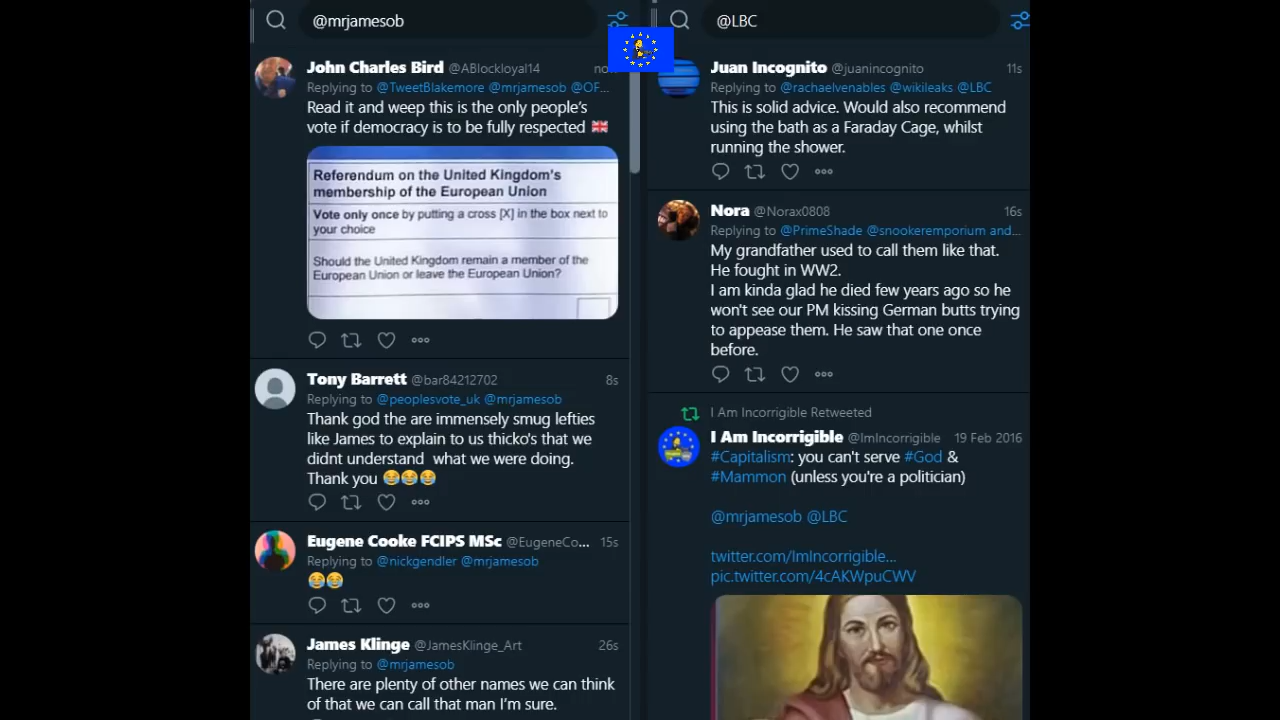 @mrjamesob
John Charles Bird @ABlockloyal14
Replying to @TweetBlakemore @mrjamesob @OF...
Read it and weep this is the only people's
vote if democracy is to be fully respected 🇬🇧
Referendum on the United Kingdom's
membership of the European Union
Vote only once by putting a cross [X] in the box next to
your choice
Should the United Kingdom remain a member of the
European Union or leave the European Union?
Tony Barrett @bar84212702 8s
Replying to @peoplesvote_uk @mrjamesob
Thank god the are immensely smug lefties
like James to explain to us thicko's that we
didnt understand what we were doing.
Thank you 😂😂😂
Eugene Cooke FCIPS MSc @EugeneCo... 15s
Replying to @nickgendler @mrjamesob
😂😂
James Klinge @JamesKlinge_Art 26s
Replying to @mrjamesob
There are plenty of other names we can think
of that we can call that man I'm sure.
@LBC
Juan Incognito @juanincognito 11s
Replying to @rachaelvenables @wikileaks @LBC
This is solid advice. Would also recommend
using the bath as a Faraday Cage, whilst
running the shower.
Nora @Norax0808 16s
Replying to @PrimeShade @snookeremporium and...
My grandfather used to call them like that.
He fought in WW2.
I am kinda glad he died few years ago so he
won't see our PM kissing German butts trying
to appease them. He saw that one once
before.
I Am Incorrigible Retweeted
I Am Incorrigible @ImIncorrigible 19 Feb 2016
#Capitalism: you can't serve #God &
#Mammon (unless you're a politician)
@mrjamesob @LBC
twitter.com/ImIncorrigible...
pic.twitter.com/4cAKWpuCWV